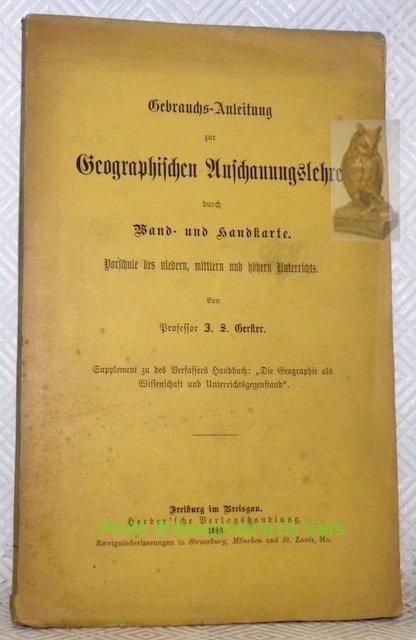 Gebrauchs-Anleitung
zur
Geographischen Anschauungslehre
durch
Wand- und Handkarte.
Vorschule des niedern, mittlern und höhern Unterrichts.
Von
Professor J. S. Gerster.
Supplement zu des Verfassers Handbuch: „Die Geographie als
Wissenschaft und Unterrichtsgegenstand“.
Freiburg im Breisgau.
Herder'sche Verlagshandlung.
1880.
Zweigniederlassungen in Strassburg, München und St. Louis, Mo.